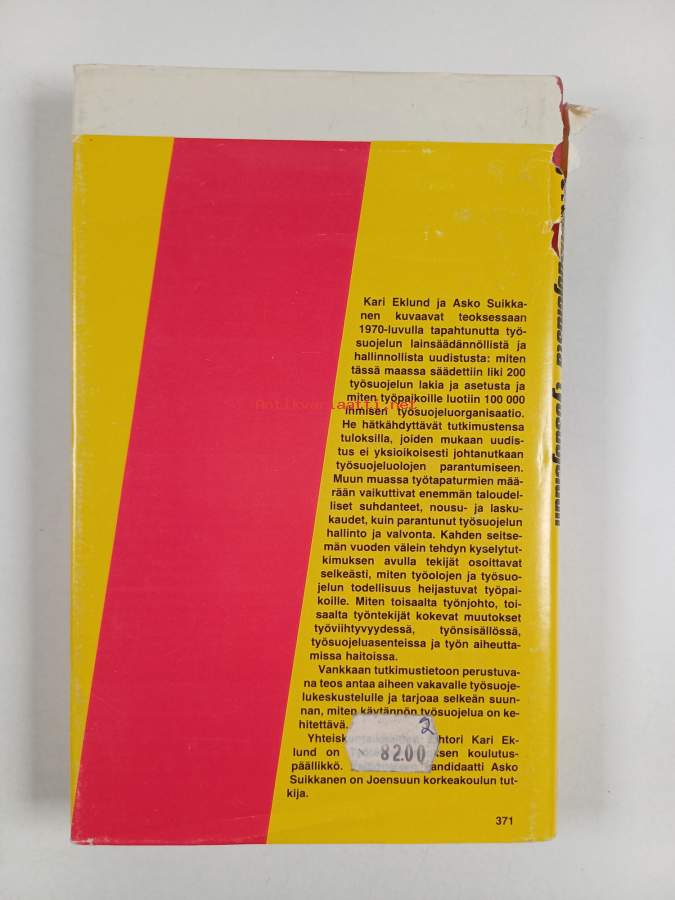 Kari Eklund ja Asko Suikka-
nen kuvaavat teoksessaan
1970-luvulla tapahtunutta työ-
suojelun lainsäädännöllistä ja
hallinnollista uudistusta: miten
tässä maassa säädettiin liki 200
työsuojelun lakia ja asetusta ja
miten työpaikoille luotiin 100 000
ihmisen työsuojeluorganisaatio.
Antikvariaatti.net
He hätkähdyttävät tutkimustensa
tuloksilla, joiden mukaan uudis-
tus ei yksioikoisesti johtanutkaan
työsuojeluolojen parantumiseen.
Muun muassa työtapaturmien mää-
rään vaikuttivat enemmän taloudel-
liset suhdanteet, nousu- ja lasku-
kaudet, kuin parantunut työsuojelun
hallinto ja valvonta. Kahden seitse-
män vuoden välein tehdyn kyselytut-
kimuksen avulla tekijät osoittavat
selkeästi, miten työolojen ja työsuo-
jelun todellisuus heijastuvat työpai-
koille. Miten toisaalta työnjohto, toi-
saalta työntekijät kokevat muutokset
työviihtyvyydessä, työnsisällössä,
työsuojeluasenteissa ja työn aiheutta-
missa haitoissa.
Vankkaan tutkimustietoon perustuva-
na teos antaa aiheen vakavalle työsuoje-
lukeskustelulle ja tarjoaa selkeän suun-
nan, miten käytännön työsuojelua on ke-
hitettävä.
2
82.00
Kari Ek-
lund on koulutus-
päällikkö. Asko
Suikkanen on Joensuun korkeakoulun tut-
kija.
371
työsuojeluun